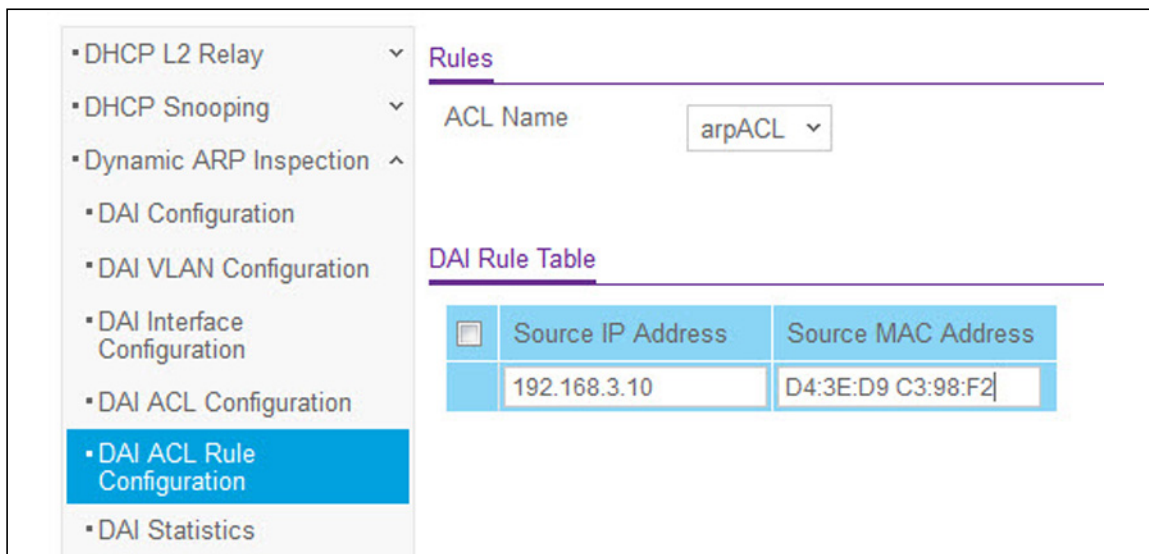 DHCP L2 Relay
DHCP Snooping
Dynamic ARP Inspection
DAI Configuration
DAI VLAN Configuration
DAI Interface
Configuration
DAI ACL Configuration
DAI ACL Rule
Configuration
DAI Statistics
Rules
ACL Name
arpACL
DAI Rule Table
Source IP Address
Source MAC Address
192.168.3.10
D4:3E:D9 C3:98:F2